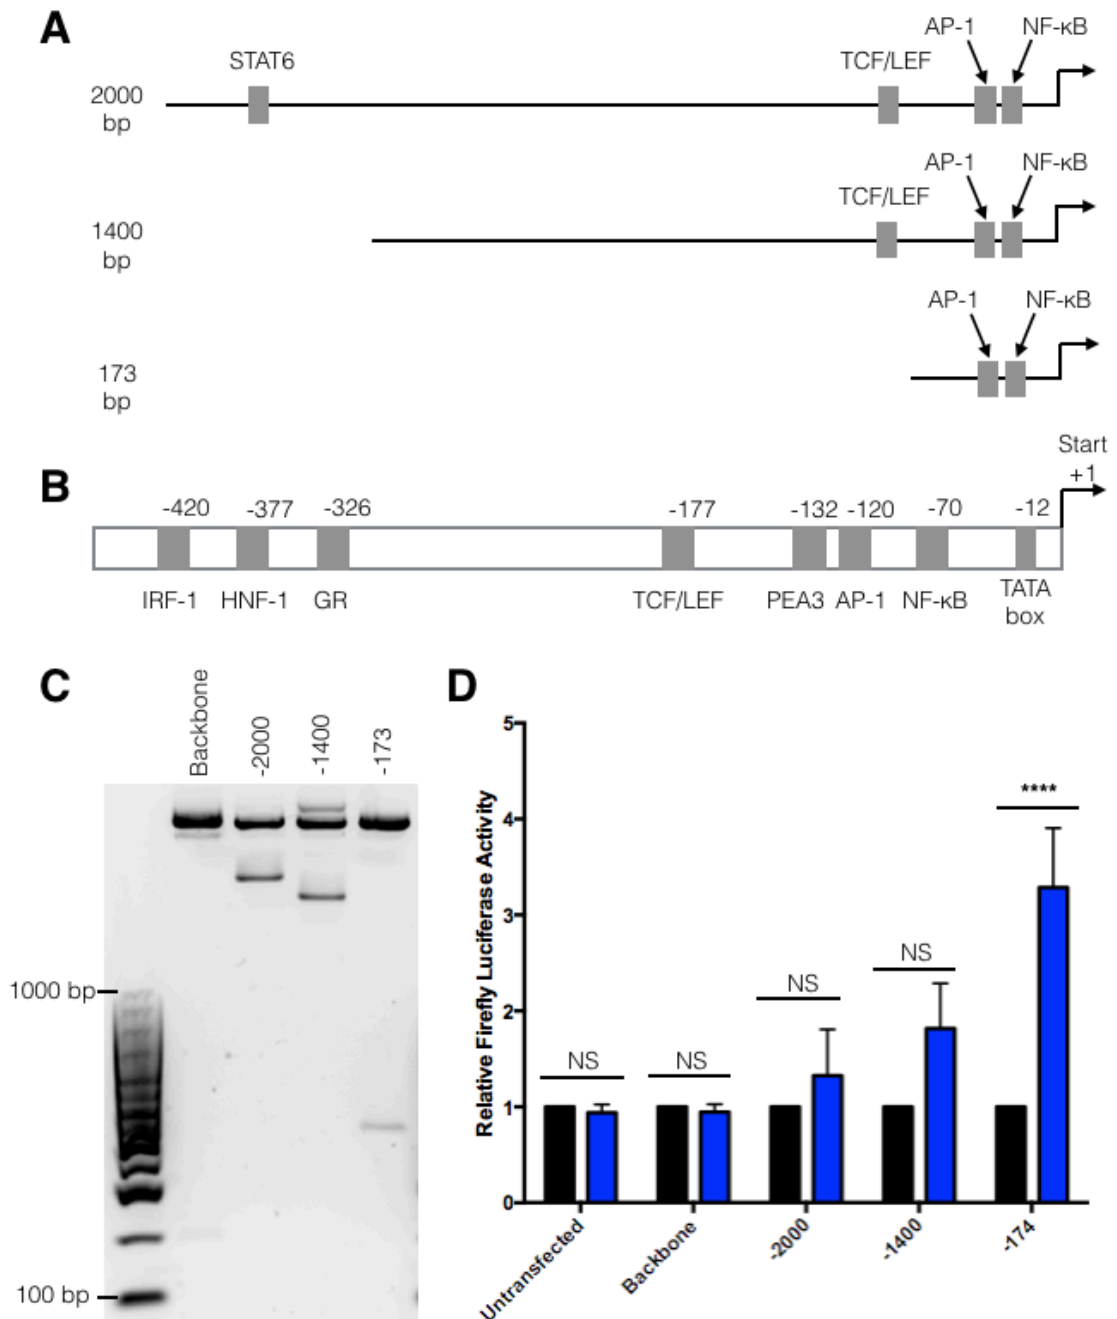 A
STAT6
TCF/LEF
AP-1
NF-κB
2000
bp
TCF/LEF
AP-1
NF-κB
1400
bp
AP-1
NF-κB
173
bp
B
Start
+1
-420 -377 -326 -177 -132 -120 -70 -12
IRF-1 HNF-1 GR TCF/LEF PEA3 AP-1 NF-κB TATA
box
C
Backbone
-2000
-1400
-173
1000 bp
100 bp
D
Relative Firefly Luciferase Activity
5
4
3
2
1
0
NS
NS
NS
NS
****
Untransfected
Backbone
-2000
-1400
-174